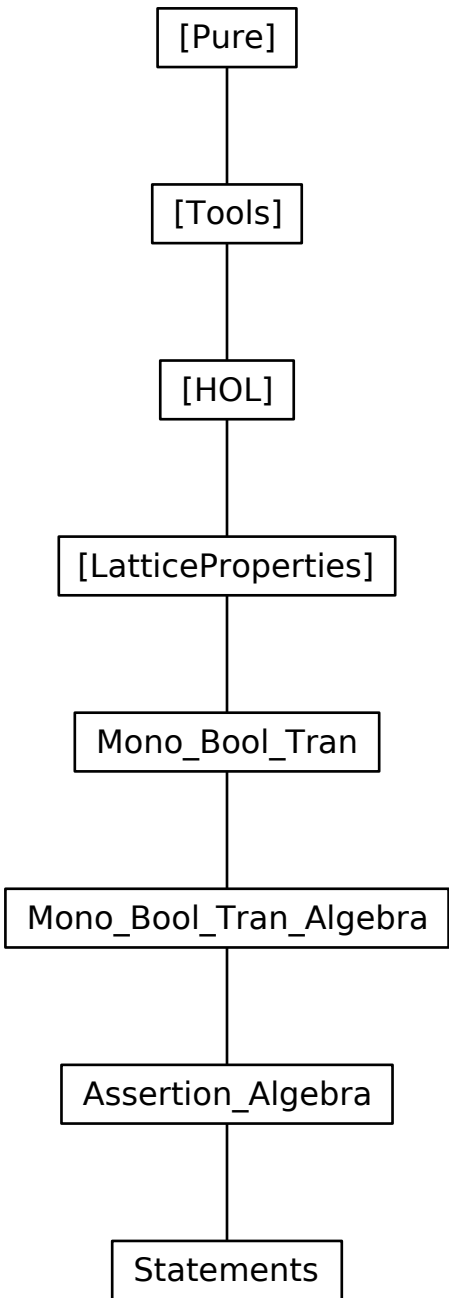 [Pure]
[Tools]
[HOL]
[LatticeProperties]
Mono_Bool_Tran
Mono_Bool_Tran_Algebra
Assertion_Algebra
Statements